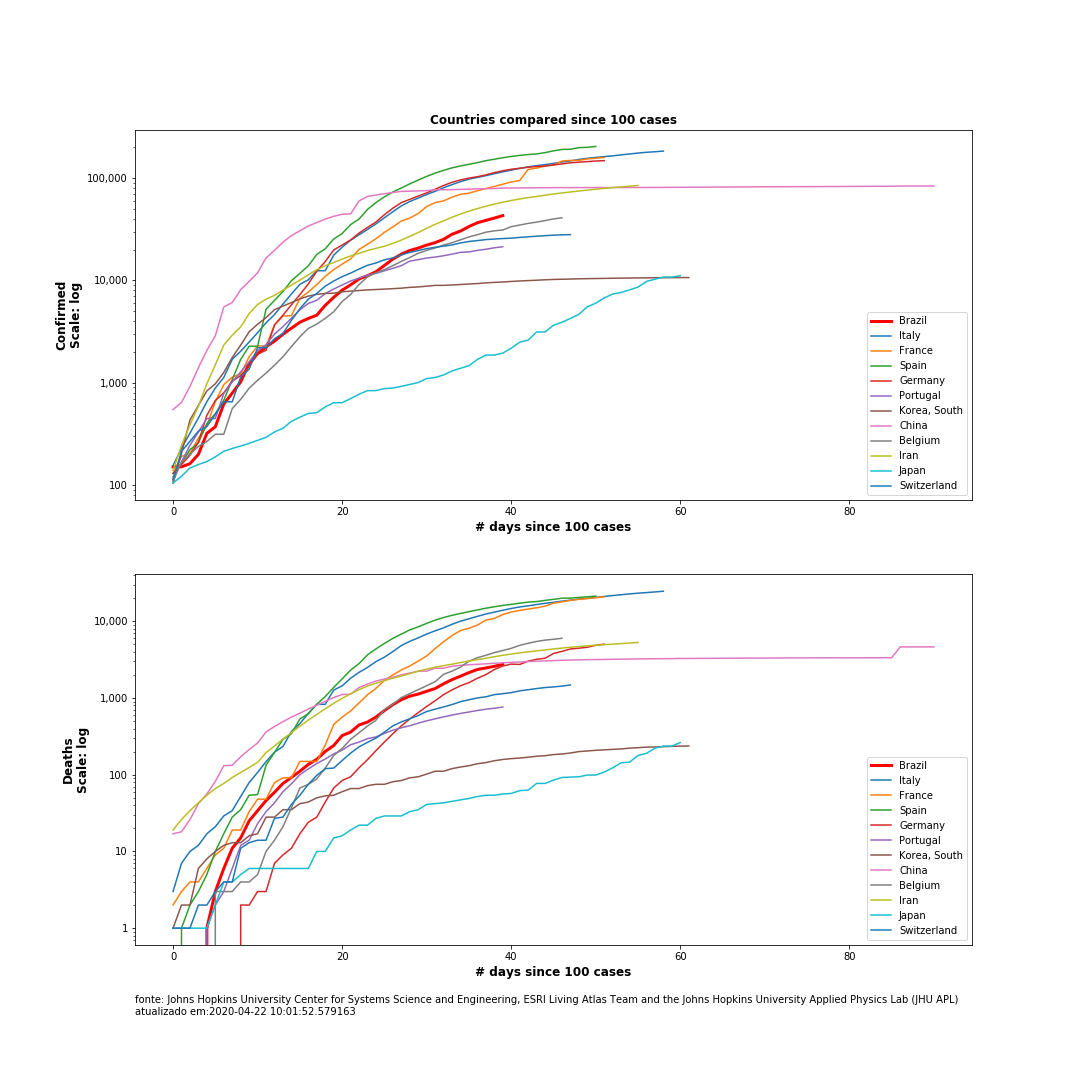 Countries compared since 100 cases
Confirmed
Scale: log
100,000
10,000
1,000
100
0
20
40
60
80
# days since 100 cases
Brazil
Italy
France
Spain
Germany
Portugal
Korea, South
China
Belgium
Iran
Japan
Switzerland
Deaths
Scale: log
10,000
1,000
100
10
1
0
20
40
60
80
# days since 100 cases
Brazil
Italy
France
Spain
Germany
Portugal
Korea, South
China
Belgium
Iran
Japan
Switzerland
fonte: Johns Hopkins University Center for Systems Science and Engineering, ESRI Living Atlas Team and the Johns Hopkins University Applied Physics Lab (JHU APL)
atualizado em:2020-04-22 10:01:52.579163